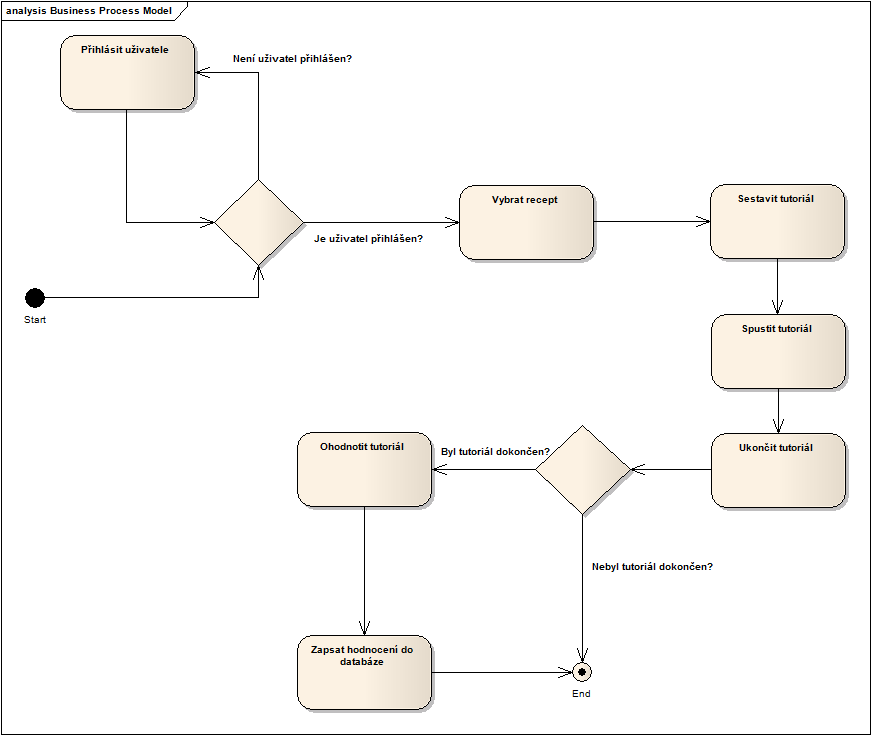 analysis Business Process Model
Přihlásit uživatele
Není uživatel přihlášen?
Vybrat recept
Sestavit tutoriál
Je uživatel přihlášen?
Start
Spustit tutoriál
Ohodnotit tutoriál
Byl tutoriál dokončen?
Ukončit tutoriál
Nebyl tutoriál dokončen?
Zapsat hodnocení do
databáze
End